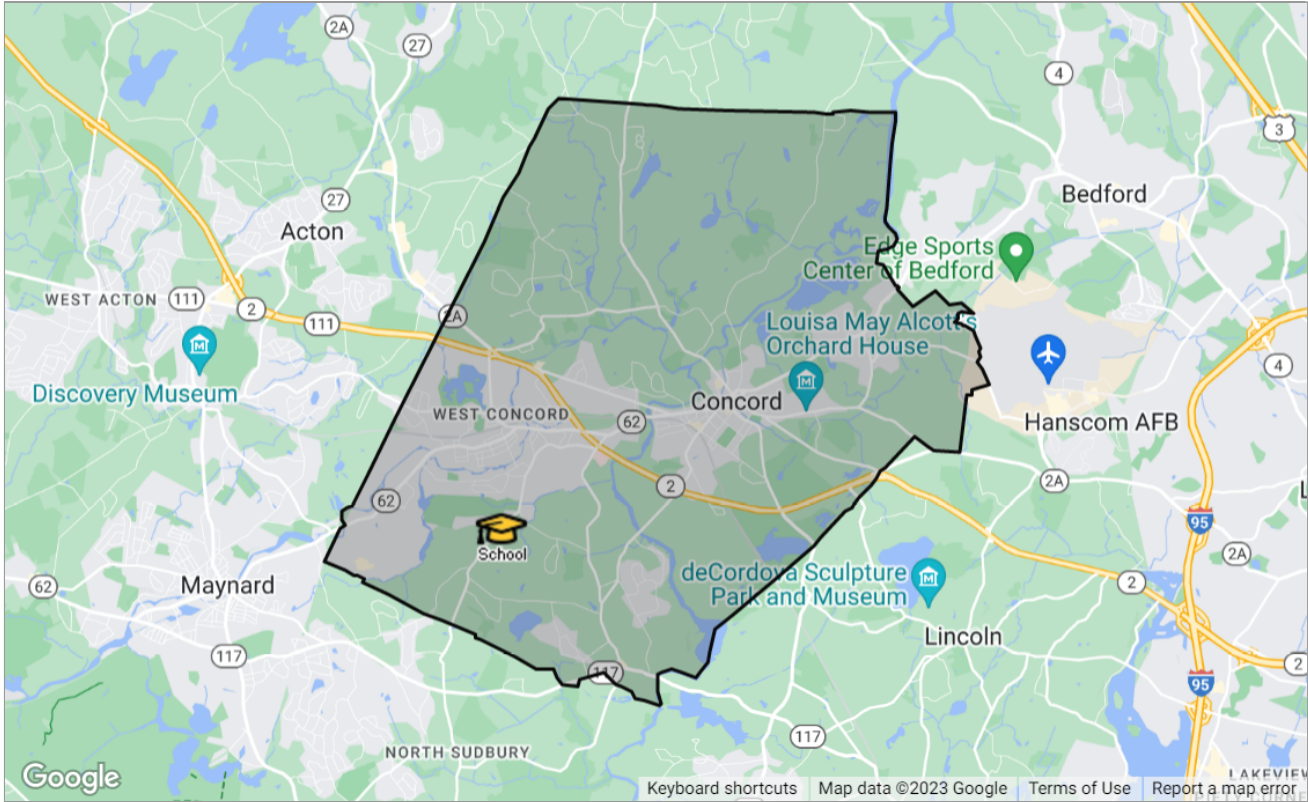 2A
27
4
3
Bedford
27
Acton
Edge Sports
Center of Bedford
WEST ACTON
111
2
111
2A
Louisa May Alcott's
Orchard House
4
Discovery Museum
WEST CONCORD
Concord
62
Hanscom AFB
62
2
2A
95
School
2A
62
Maynard
deCordova Sculpture
Park and Museum
2
Lincoln
117
117
2
95
117
NORTH SUDBURY
LAKEVIEW
Google
Keyboard shortcuts
Map data ©2023 Google
Terms of Use
Report a map error